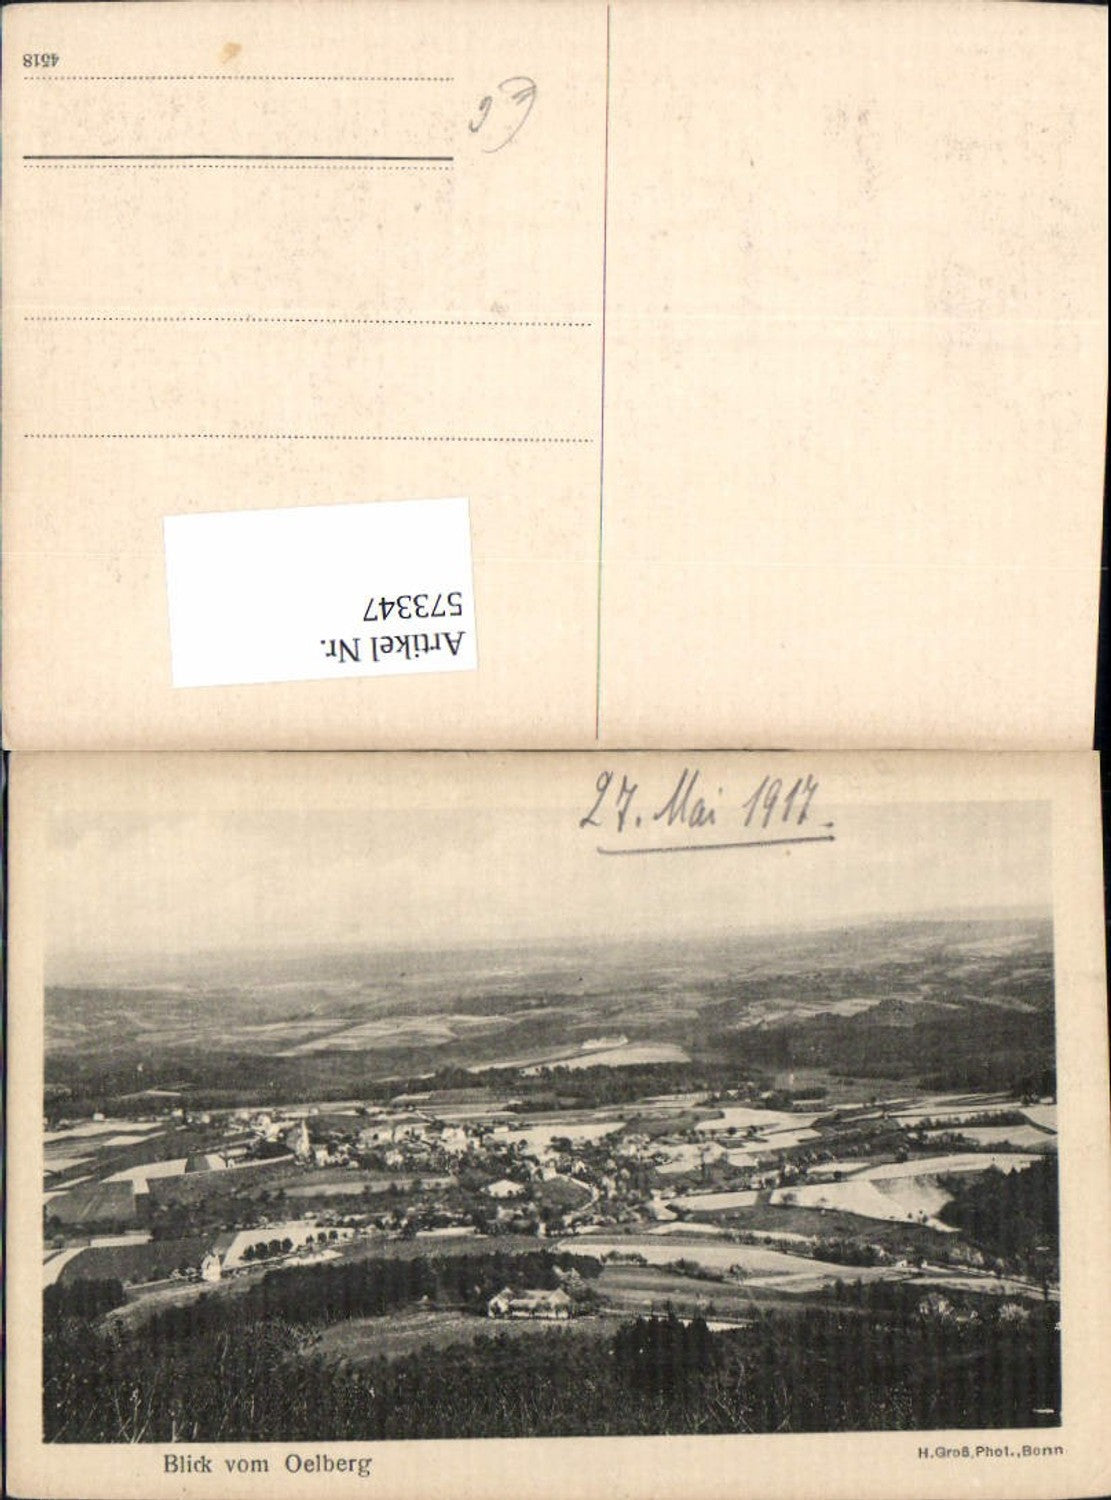 4518
Artikel Nr.
573347
27. Mai 1917.
Blick vom Oelberg
H. Groß, Phot., Bonn